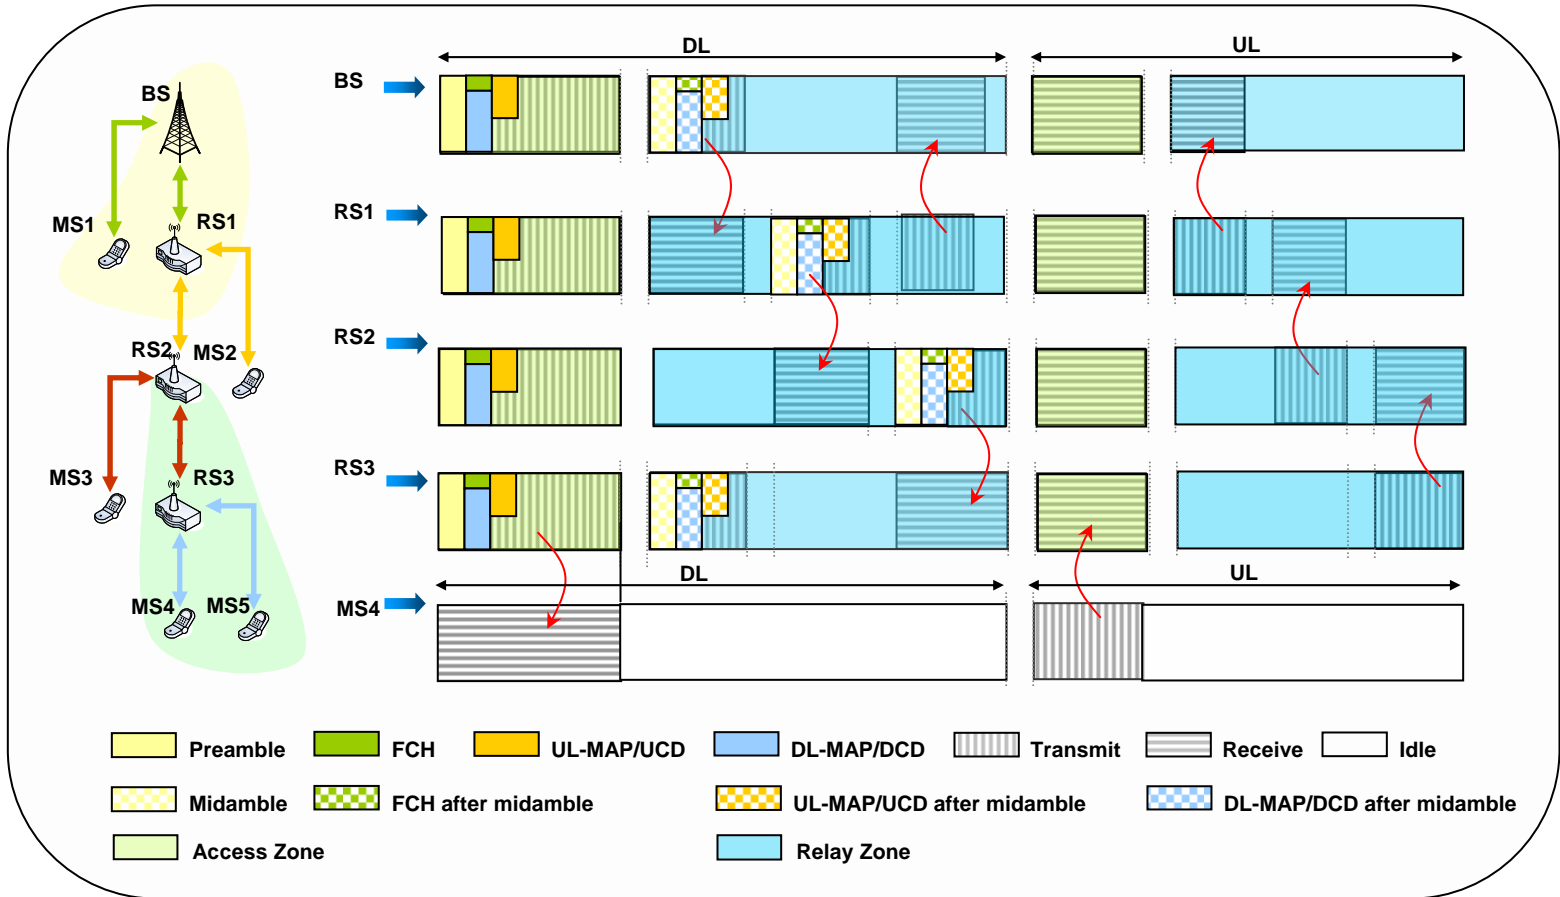 DL
UL
BS
BS
MS1
RS1
RS1
RS2
RS2
MS2
MS3
RS3
RS3
DL
UL
MS4
MS5
MS4
Preamble
FCH
UL-MAP/UCD
DL-MAP/DCD
Transmit
Receive
Idle
Midamble
FCH after midamble
UL-MAP/UCD after midamble
DL-MAP/DCD after midamble
Access Zone
Relay Zone